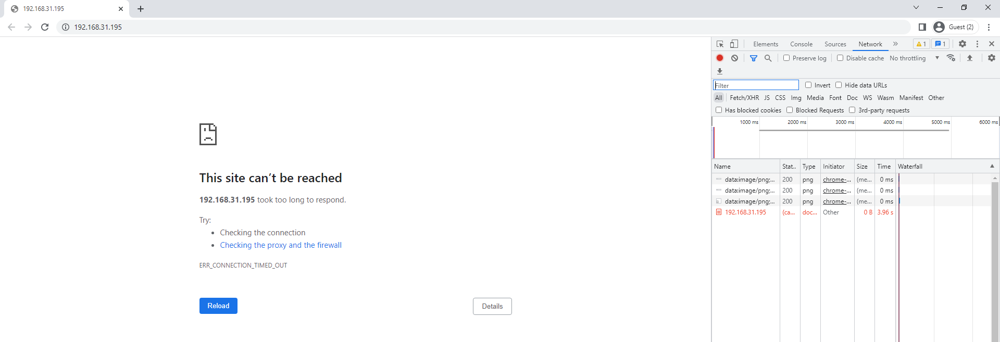 192.168.31.195
192.168.31.195
Guest (2)
This site can’t be reached
192.168.31.195 took too long to respond.
Try:
Checking the connection
Checking the proxy and the firewall
ERR_CONNECTION_TIMED_OUT
Reload
Details
Elements Console Sources Network 1 1
Preserve log Disable cache No throttling
Filter Invert Hide data URLs
All Fetch/XHR JS CSS Img Media Font Doc WS Wasm Manifest Other
Has blocked cookies Blocked Requests 3rd-party requests
1000 ms 2000 ms 3000 ms 4000 ms 5000 ms 6000 ms
Name Stat.. Type Initiator Size Time Waterfall
data:image/png;... 200 png chrome-... (me... 0 ms
data:image/png;... 200 png chrome-... (me... 0 ms
data:image/png;... 200 png chrome-... (me... 0 ms
192.168.31.195 (ca... doc... Other 0 B 3.96 s